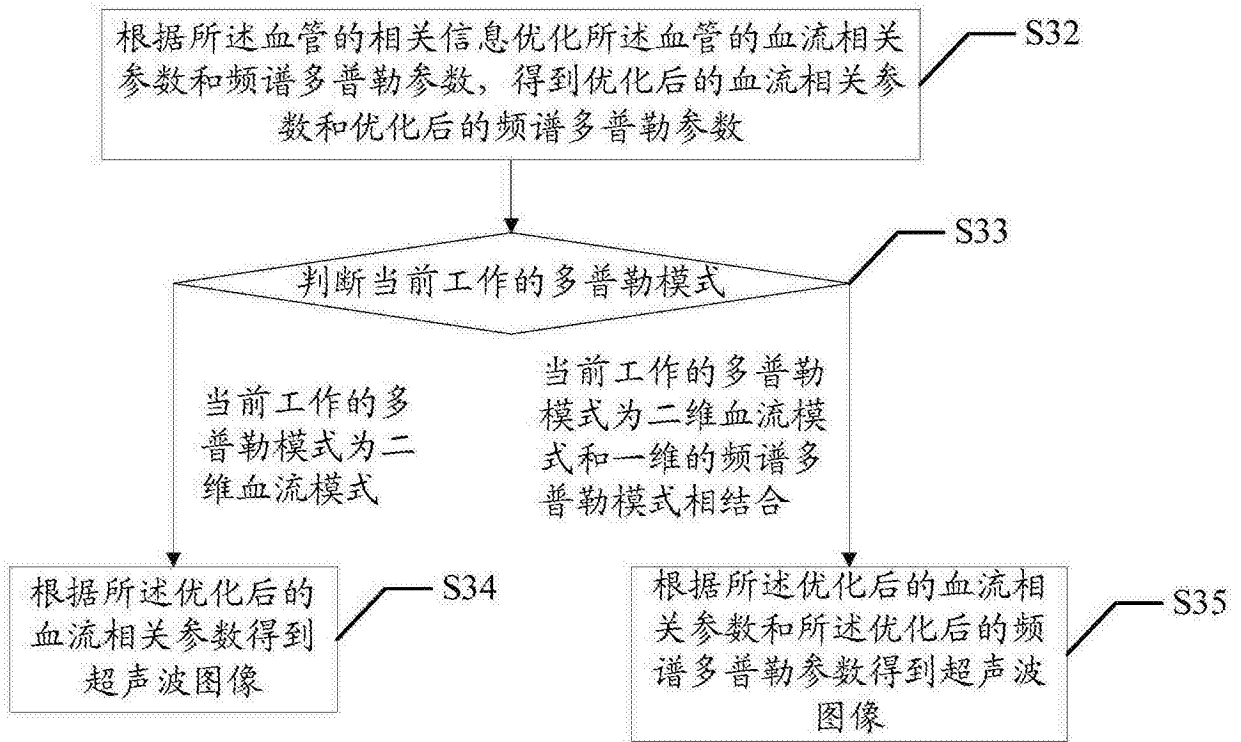 根据所述血管的相关信息优化所述血管的血流相关
参数和频谱多普勒参数，得到优化后的血流相关参
数和优化后的频谱多普勒参数
S32
判断当前工作的多普勒模式
S33
当前工作的多
普勒模式为二
维血流模式
当前工作的多普勒
模式为二维血流模
式和一维的频谱多
普勒模式相结合
根据所述优化后的
血流相关参数得到
超声波图像
S34
根据所述优化后的血流相
关参数和所述优化后的频
谱多普勒参数得到超声波
图像
S35